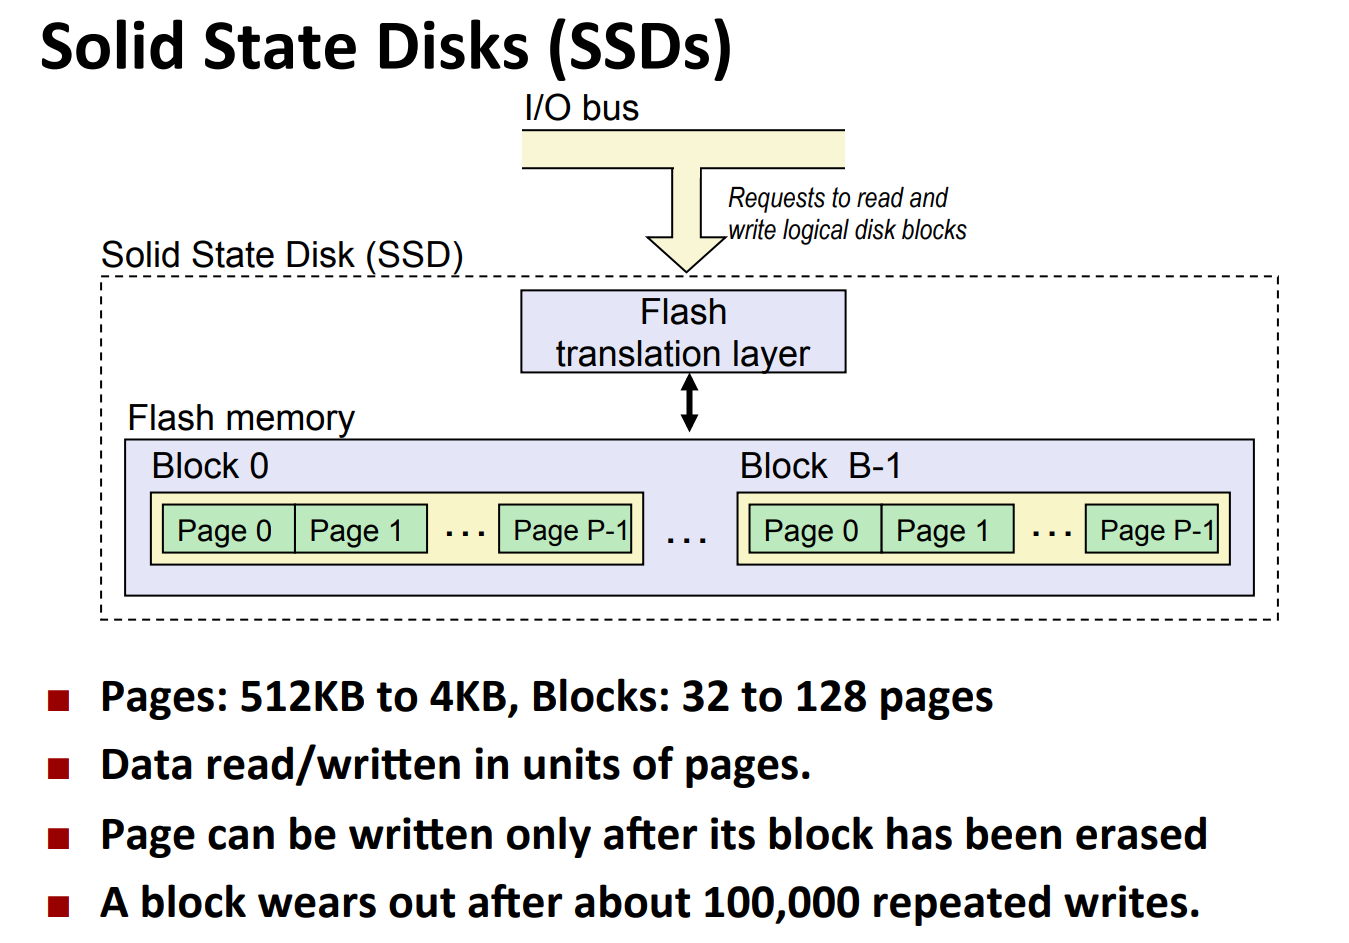 Solid State Disks (SSDs)
I/O bus
Requests to read and
write logical disk blocks
Solid State Disk (SSD)
Flash
translation layer
Flash memory
Block 0
Block B-1
Page 0 Page 1 ... Page P-1 ... Page 0 Page 1 ... Page P-1
Pages: 512KB to 4KB, Blocks: 32 to 128 pages
Data read/written in units of pages.
Page can be written only after its block has been erased
A block wears out after about 100,000 repeated writes.